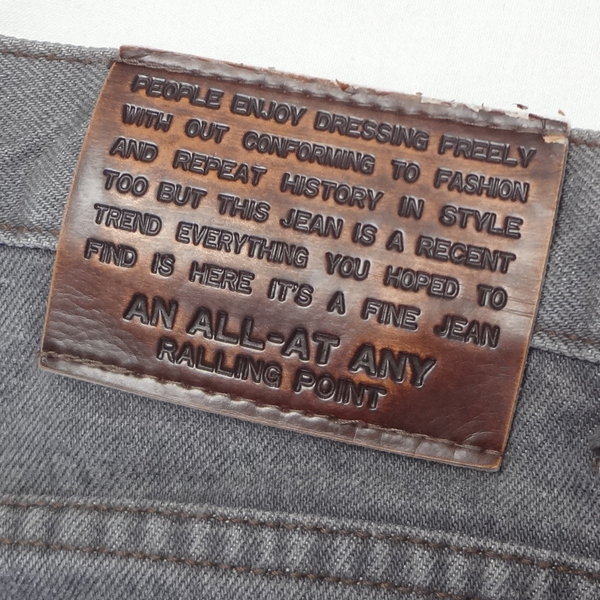 PEOPLE ENJOY DRESSING FREELY
WITH OUT CONFORMING TO FASHION
AND REPEAT HISTORY IN STYLE
TOO BUT THIS JEAN IS A RECENT
TREND EVERYTHING YOU HOPED TO
FIND IS HERE IT'S A FINE JEAN
AN ALL-AT ANY
RALLING POINT